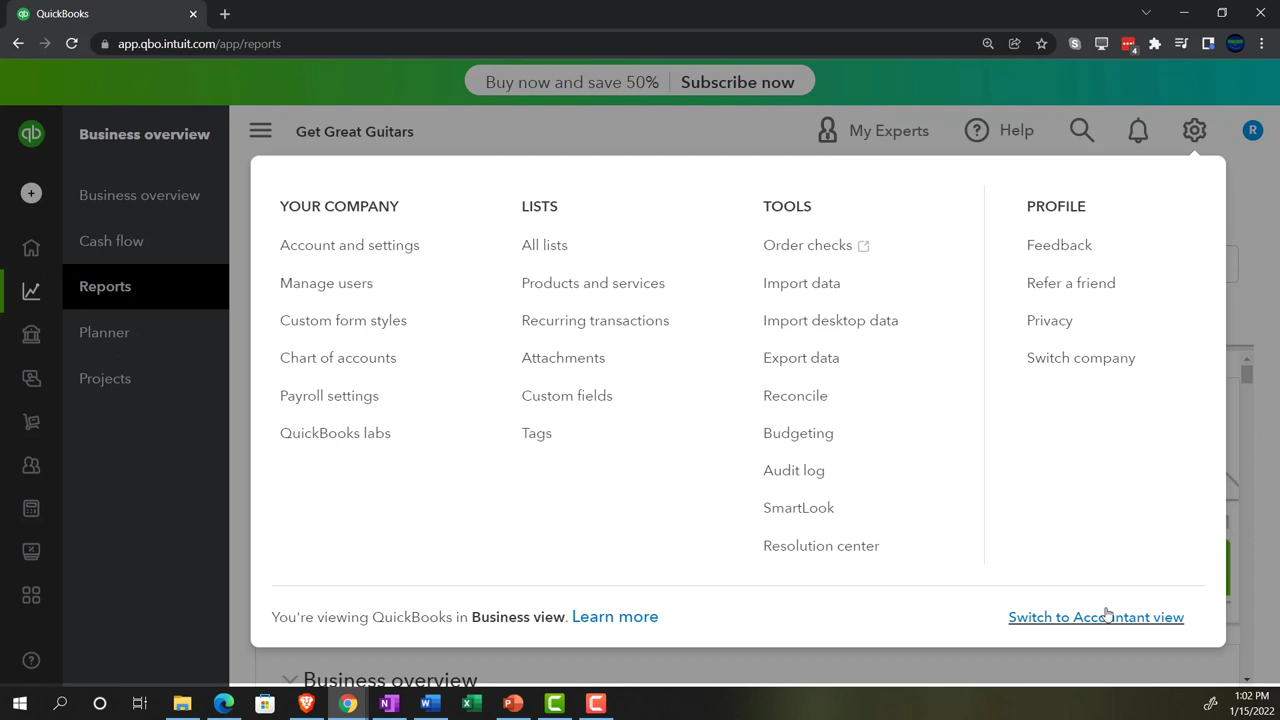 QuickBooks
app.qbo.intuit.com/app/reports
4
Buy now and save 50% Subscribe now
qb
Business overview
Get Great Guitars
My Experts
Help
R
Business overview
Cash flow
Reports
Planner
Projects
YOUR COMPANY
Account and settings
Manage users
Custom form styles
Chart of accounts
Payroll settings
QuickBooks labs
LISTS
All lists
Products and services
Recurring transactions
Attachments
Custom fields
Tags
TOOLS
Order checks
Import data
Import desktop data
Export data
Reconcile
Budgeting
Audit log
SmartLook
Resolution center
PROFILE
Feedback
Refer a friend
Privacy
Switch company
You're viewing QuickBooks in Business view. Learn more
Switch to Accountant view
Business overview
1:02 PM
1/15/2022